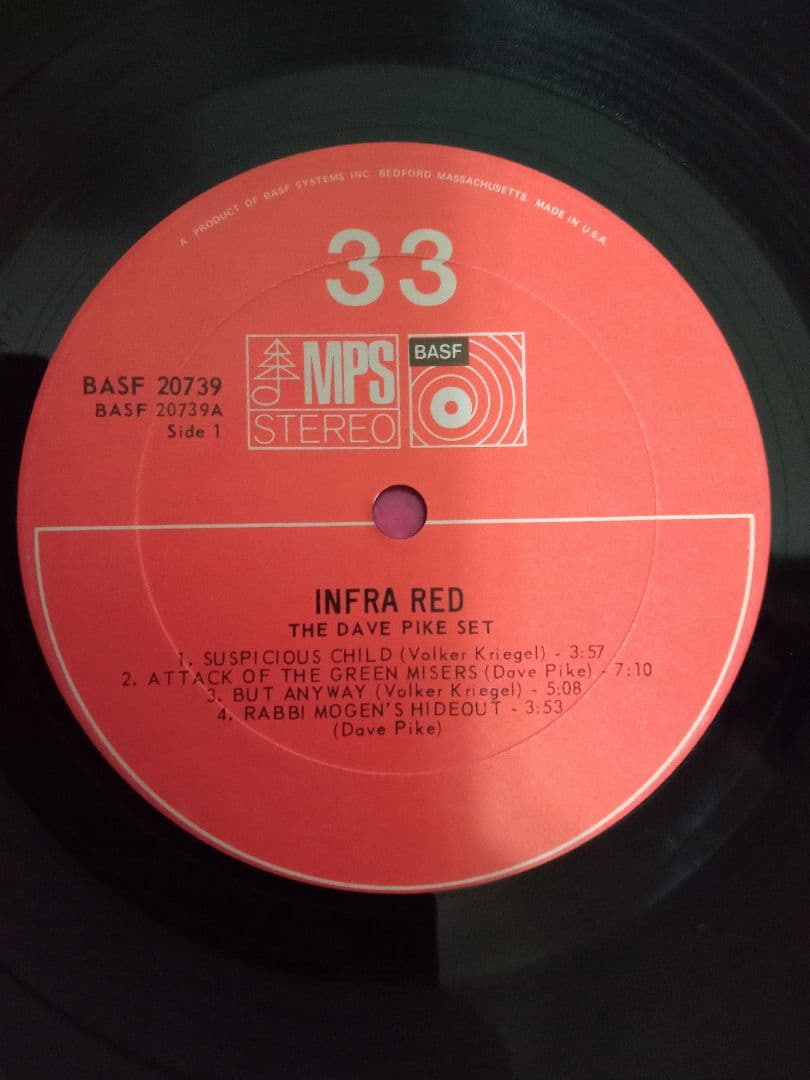 A PRODUCT OF BASF SYSTEMS INC. BEDFORD MASSACHUSETTS. MADE IN U.S.A.
33
MPS
STEREO
BASF
BASF 20739
BASF 20739A
Side 1
INFRA RED
THE DAVE PIKE SET
1. SUSPICIOUS CHILD (Volker Kriegel) - 3:57
2. ATTACK OF THE GREEN MISERS (Dave Pike) - 7:10
3. BUT ANYWAY (Volker Kriegel) - 5:08
4. RABBI MOGEN'S HIDEOUT - 3:53
(Dave Pike)